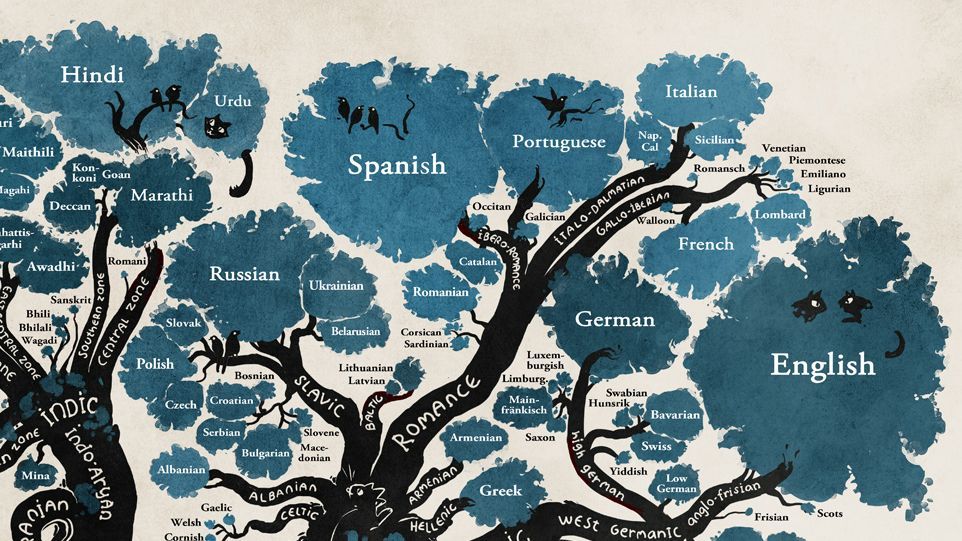 Hindi
Urdu
Maithili
Kon-
koni
Goan
Marathi
Deccan
Awadhi
Romani
Sanskrit
Bhili
Bhilali
Wagadi
SOUTHERN ZONE
CENTRAL ZONE
INDIC
Indo-Aryan
Mina
Spanish
Portuguese
Italian
Nap.
Cal
Sicilian
Romansch
Venetian
Piemontese
Emiliano
Ligurian
Lombard
Occitan
Galician
Walloon
French
Catalan
Romanian
Corsican
Sardinian
IBERO-ROMANCE
ITALO-DALMATIAN
GALLO-IBERIAN
ROMANCE
Russian
Ukrainian
Belarusian
Slovak
Polish
Bosnian
Czech
Croatian
Serbian
Bulgarian
Slovene
Mace-
donian
Lithuanian
Latvian
SLAVIC
BALTIC
Albanian
ALBANIAN
Gaelic
Welsh
Cornish
CELTIC
Armenian
ARMENIAN
Greek
HELLENIC
German
Luxem-
burgish
Limburg.
Main-
fränkisch
Saxon
Swabian
Hunsrik
Bavarian
Swiss
Yiddish
Low
German
high german
WEST Germanic
anglo-frisian
English
Frisian
Scots